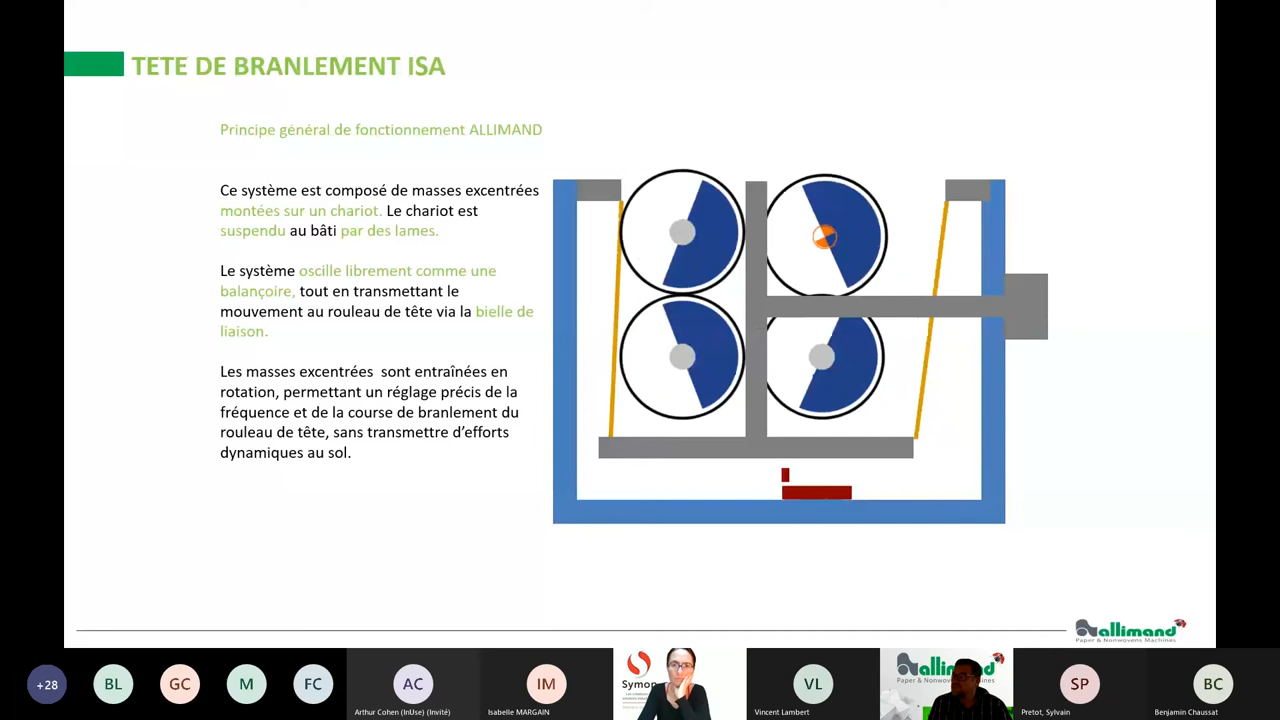 TETE DE BRANLEMENT ISA
Principe général de fonctionnement ALLIMAND
Ce système est composé de masses excentrées
montées sur un chariot. Le chariot est
suspendu au bâti par des lames.
Le système oscille librement comme une
balançoire, tout en transmettant le
mouvement au rouleau de tête via la bielle de
liaison.
Les masses excentrées sont entraînées en
rotation, permettant un réglage précis de la
fréquence et de la course de branlement du
rouleau de tête, sans transmettre d'efforts
dynamiques au sol.
allimand
Paper & Nonwovens Machines
+28
BL
GC
M
FC
AC
Arthur Cohen (InUse) (Invité)
IM
Isabelle MARGAIN
Symop
VL
Vincent Lambert
allimand
Paper & Nonwovens Machines
SP
Pretot, Sylvain
BC
Benjamin Chaussat